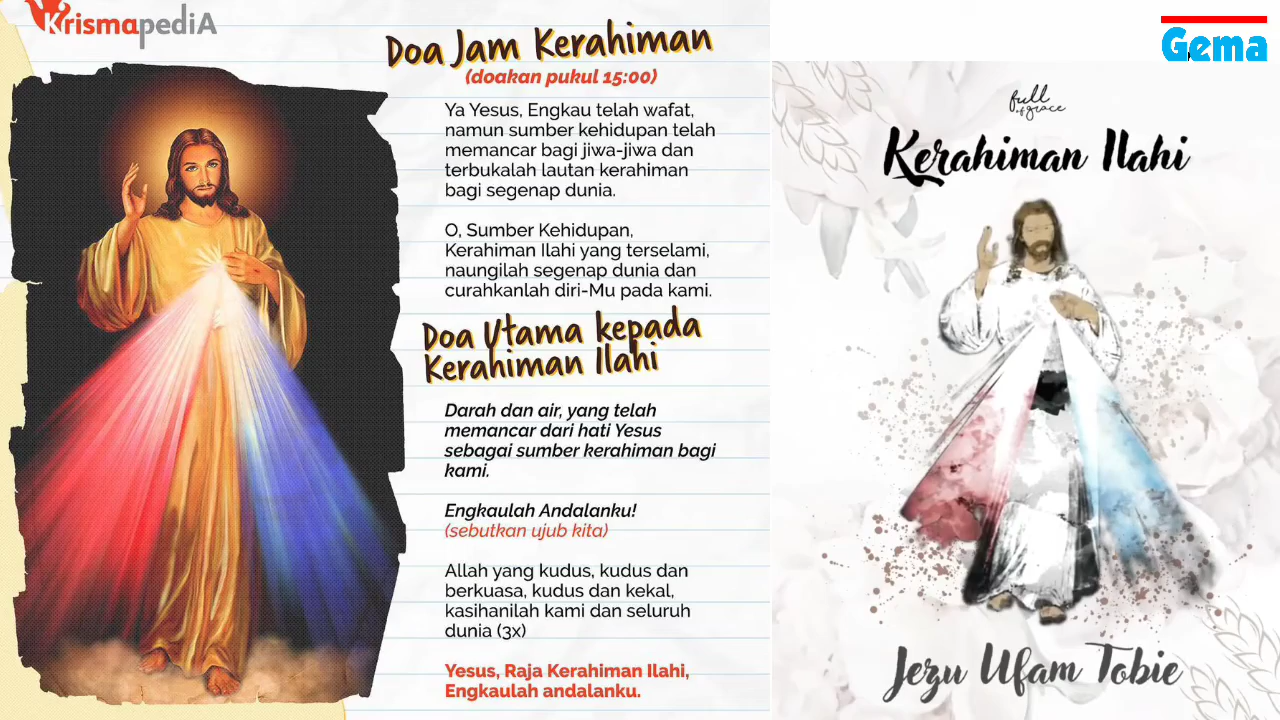 KrismapediA
Doa Jam Kerahiman
(doakan pukul 15:00)
Ya Yesus, Engkau telah wafat,
namun sumber kehidupan telah
memancar bagi jiwa-jiwa dan
terbukalah lautan kerahiman
bagi segenap dunia.
O, Sumber Kehidupan,
Kerahiman Ilahi yang terselami,
naungilah segenap dunia dan
curahkanlah diri-Mu pada kami.
Doa Utama kepada
Kerahiman Ilahi
Darah dan air, yang telah
memancar dari hati Yesus
sebagai sumber kerahiman bagi
kami.
Engkaulah Andalanku!
(sebutkan ujub kita)
Allah yang kudus, kudus dan
berkuasa, kudus dan kekal,
kasihanilah kami dan seluruh
dunia (3x)
Yesus, Raja Kerahiman Ilahi,
Engkaulah andalanku.
Gema
full
of grace
Kerahiman Ilahi
Jezu Ufam Tobie